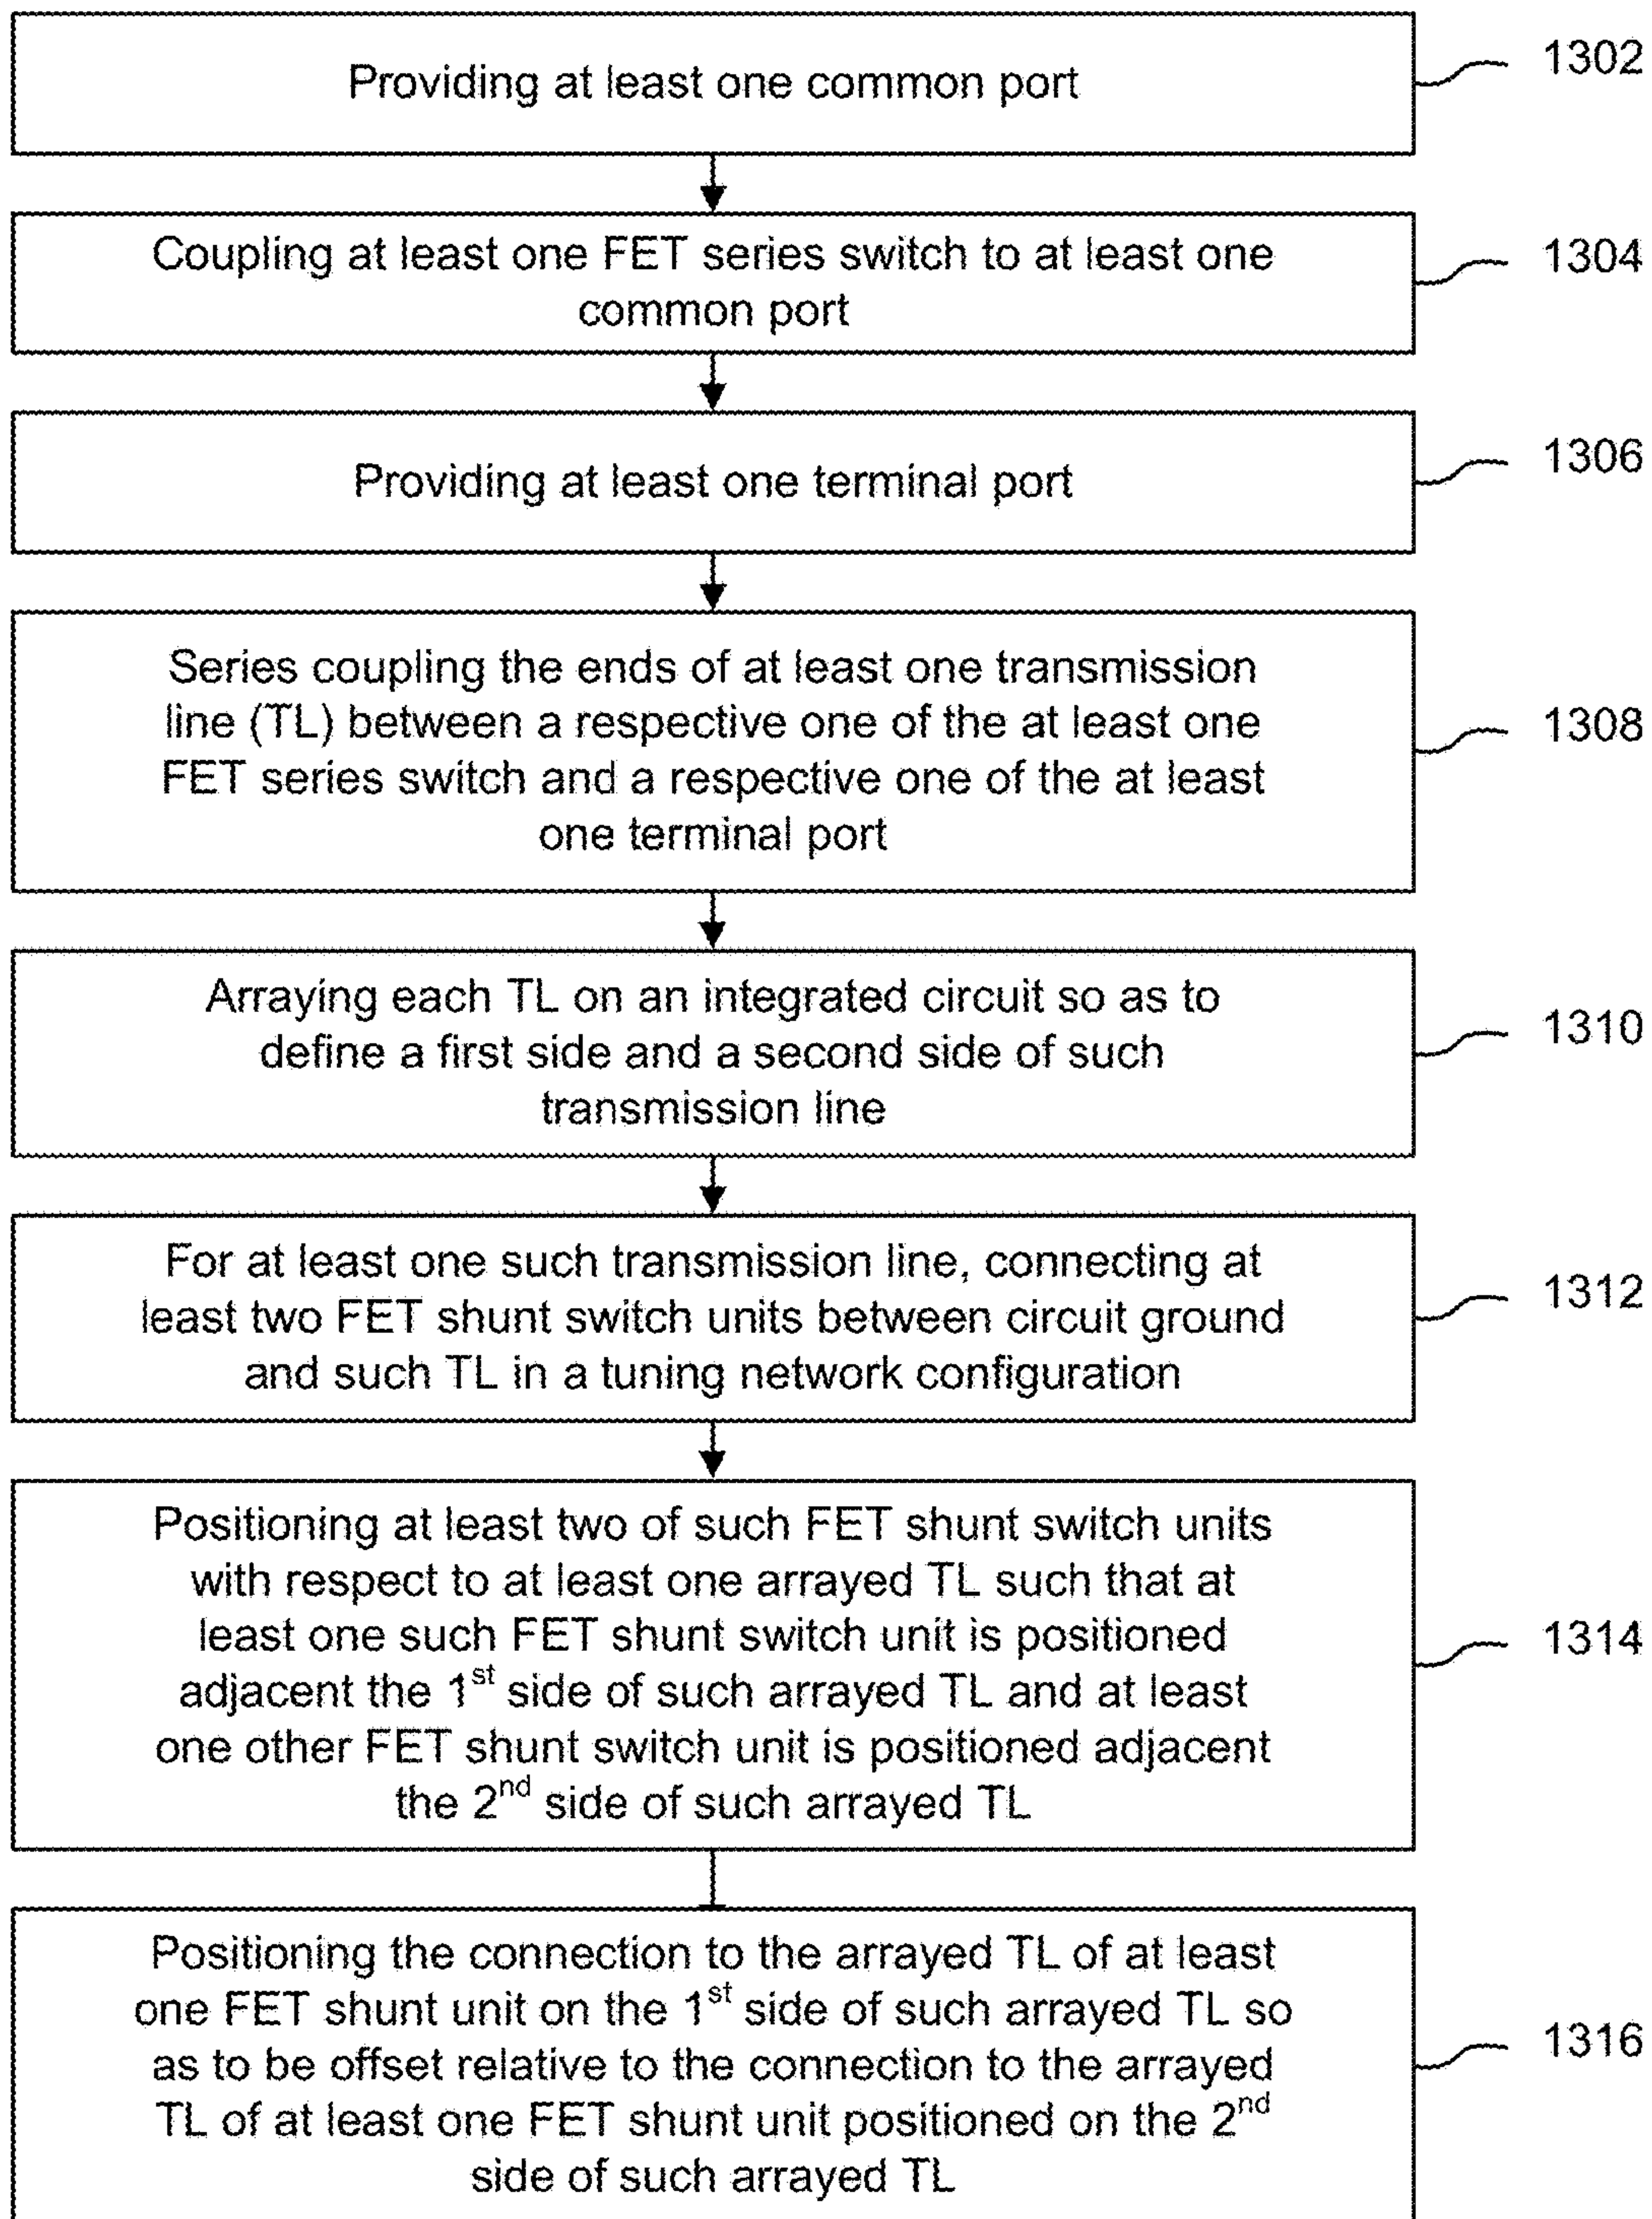 Providing at least one common port
1302
Coupling at least one FET series switch to at least one
common port
1304
Providing at least one terminal port
1306
Series coupling the ends of at least one transmission
line (TL) between a respective one of the at least one
FET series switch and a respective one of the at least
one terminal port
1308
Arraying each TL on an integrated circuit so as to
define a first side and a second side of such
transmission line
1310
For at least one such transmission line, connecting at
least two FET shunt switch units between circuit ground
and such TL in a tuning network configuration
1312
Positioning at least two of such FET shunt switch units
with respect to at least one arrayed TL such that at
least one such FET shunt switch unit is positioned
adjacent the 1st side of such arrayed TL and at least
one other FET shunt switch unit is positioned adjacent
the 2nd side of such arrayed TL
1314
Positioning the connection to the arrayed TL of at least
one FET shunt unit on the 1st side of such arrayed TL so
as to be offset relative to the connection to the arrayed
TL of at least one FET shunt unit positioned on the 2nd
side of such arrayed TL
1316